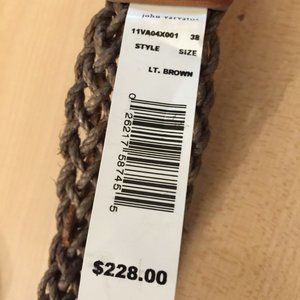 john varvatos
11VA04X001 38
STYLE SIZE
LT. BROWN
0 26217 58745 5
$228.00